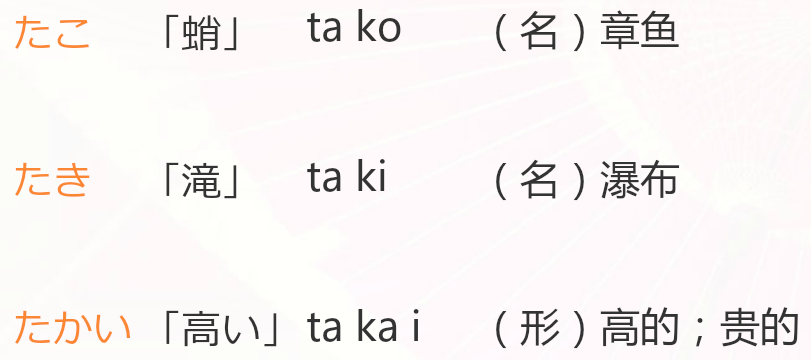 たこ 「蛸」 ta ko （名）章鱼
たき 「滝」 ta ki （名）瀑布
たかい 「高い」 ta ka i （形）高的；贵的